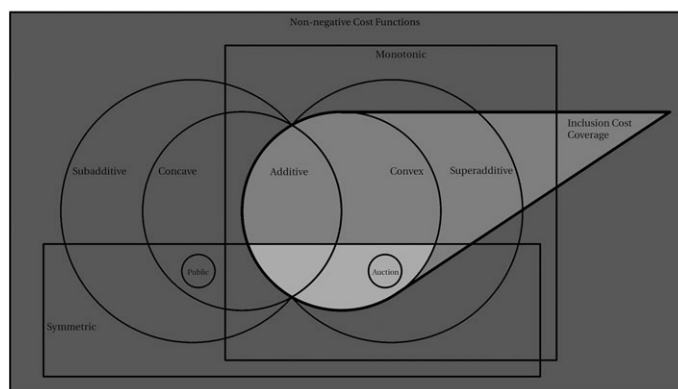 Non-negative Cost Functions
Monotonic
Inclusion Cost
Coverage
Subadditive
Concave
Additive
Convex
Superadditive
Public
Auction
Symmetric